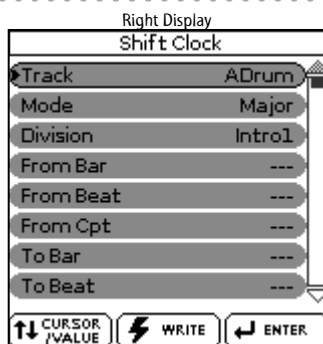 Right Display
Shift Clock
Track ADrum
Mode Major
Division Intro1
From Bar ---
From Beat ---
From Cpt ---
To Bar ---
To Beat ---
CURSOR /VALUE WRITE ENTER